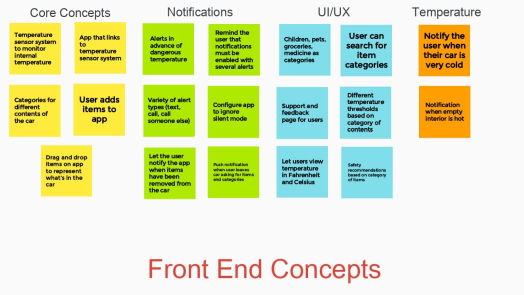 Core Concepts
Temperature
sensor system
to monitor
internal
temperature
App that links
to
temperature
sensor system
Categories for
different
contents of
the car
User adds
items to
app
Drag and drop
items on app
to represent
what's in the
car
Notifications
Alerts in
advance of
dangerous
temperature
Remind the
user that
notifications
must be
enabled with
several alerts
Variety of alert
types (text,
call, call
someone else)
Configure app
to ignore
silent mode
Let the user
notify the app
when items
have been
removed from
the car
Push notification
when user leaves
car asking for items
and categories
UI/UX
Children, pets,
groceries,
medicine as
categories
User can
search for
item
categories
Support and
feedback
page for users
Different
temperature
thresholds
based on
category of
contents
Let users view
temperature
in Fahrenheit
and Celsius
Safety
recommendations
based on category
of items
Temperature
Notify the
user when
their car is
very cold
Notification
when empty
interior is hot
Front End Concepts